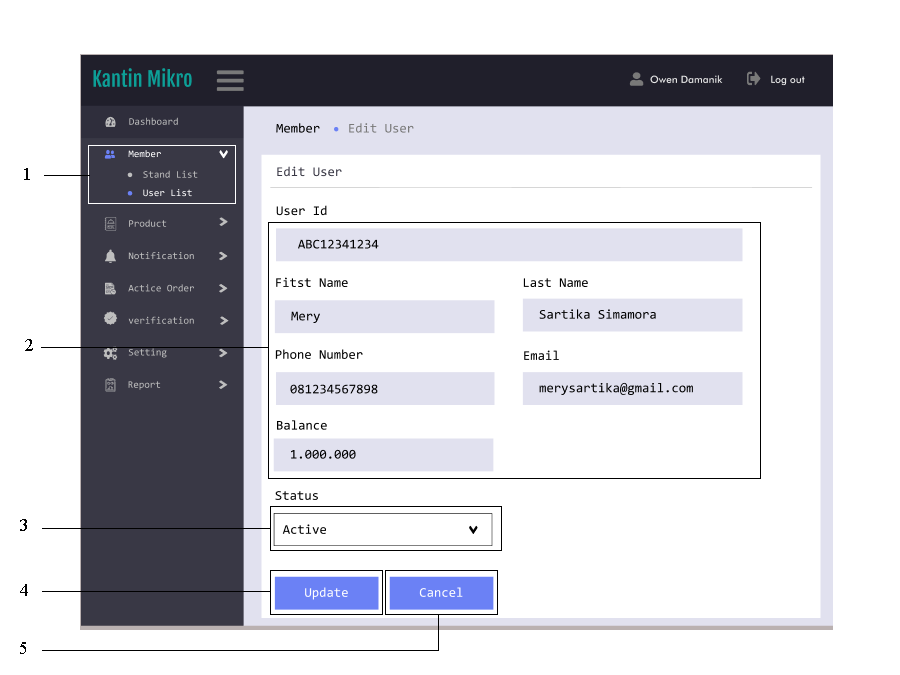 Kantin Mikro
Owen Damanik
Log out
Dashboard
Member
Stand List
User List
Product
Notification
Actice Order
verification
Setting
Report
Member • Edit User
Edit User
User Id
ABC12341234
Fitst Name
Last Name
Mery
Sartika Simamora
Phone Number
Email
081234567898
merysartika@gmail.com
Balance
1.000.000
Status
Active
Update
Cancel
1
2
3
4
5